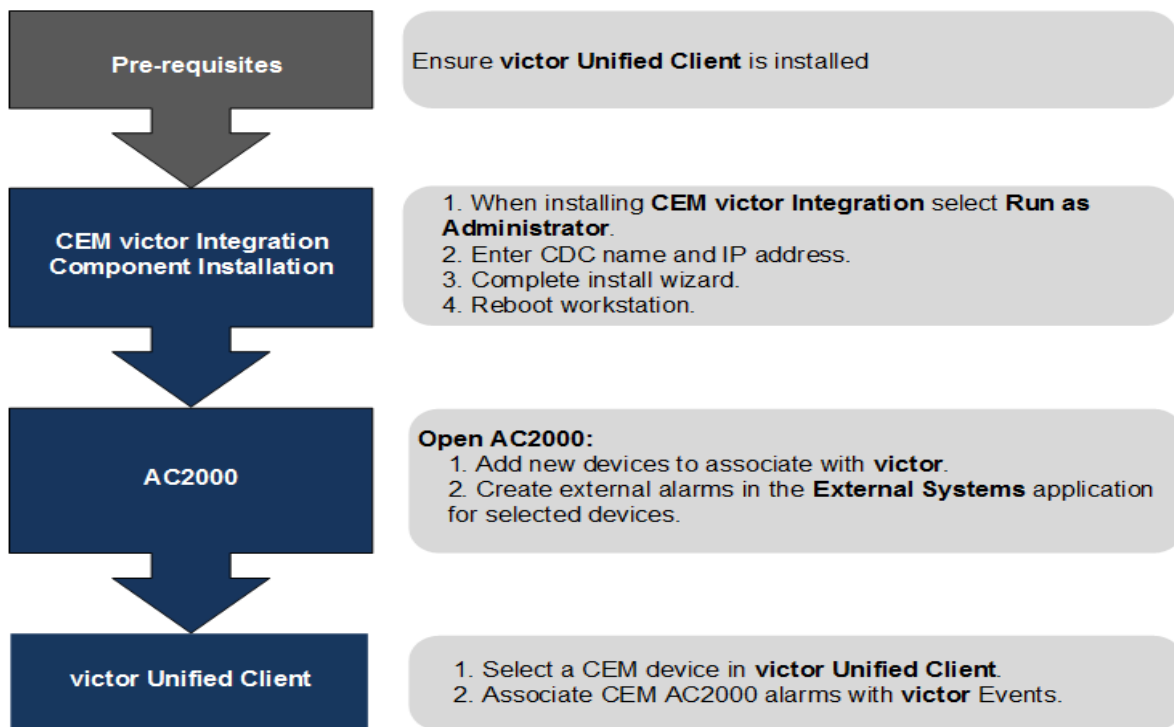 Pre-requisites
Ensure victor Unified Client is installed
CEM victor Integration
Component Installation
1. When installing CEM victor Integration select Run as
Administrator.
2. Enter CDC name and IP address.
3. Complete install wizard.
4. Reboot workstation.
AC2000
Open AC2000:
1. Add new devices to associate with victor.
2. Create external alarms in the External Systems application
for selected devices.
victor Unified Client
1. Select a CEM device in victor Unified Client.
2. Associate CEM AC2000 alarms with victor Events.